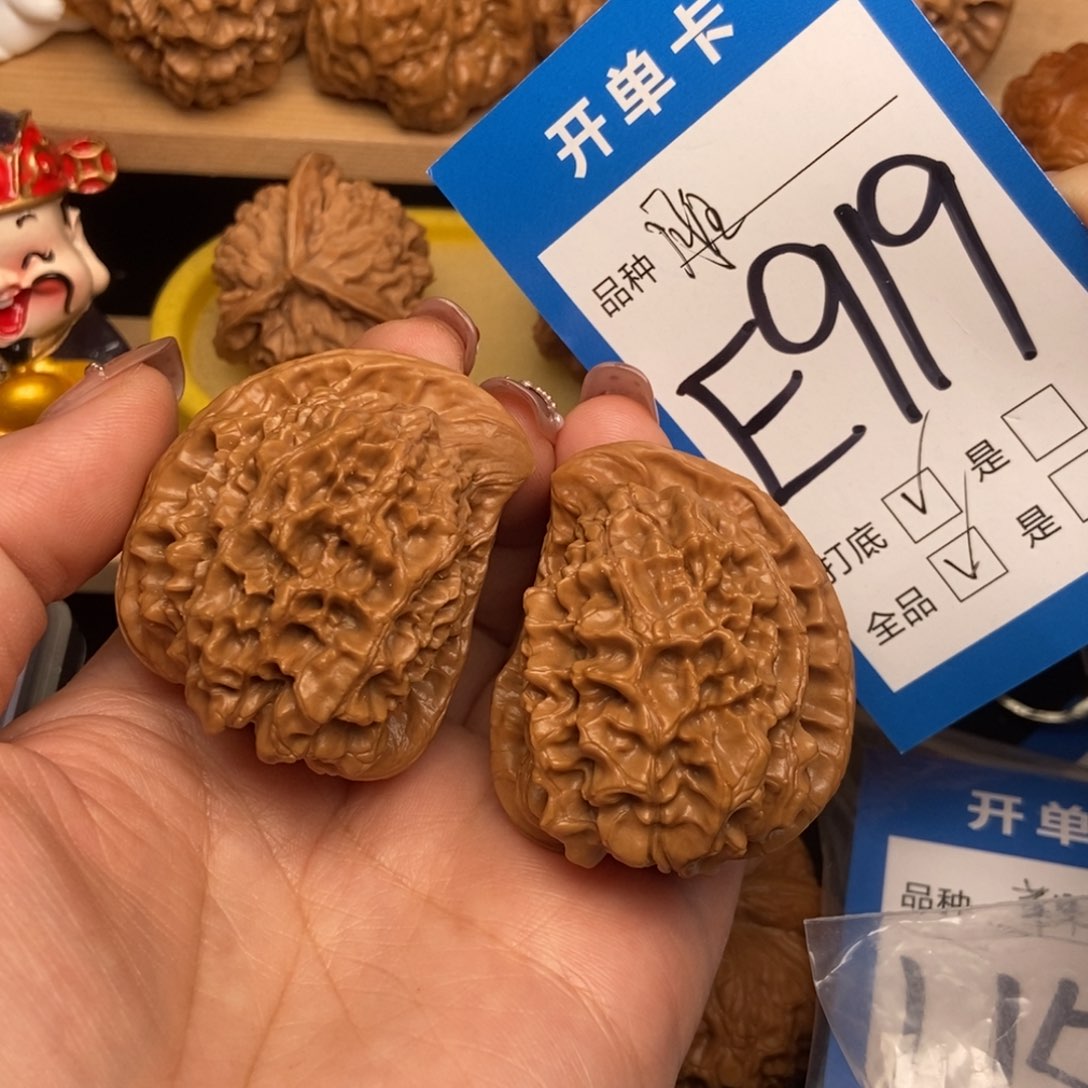 开单卡
品种
E919
打底 ☑ 是 ☐
全品 ☑ 是
开单
品种